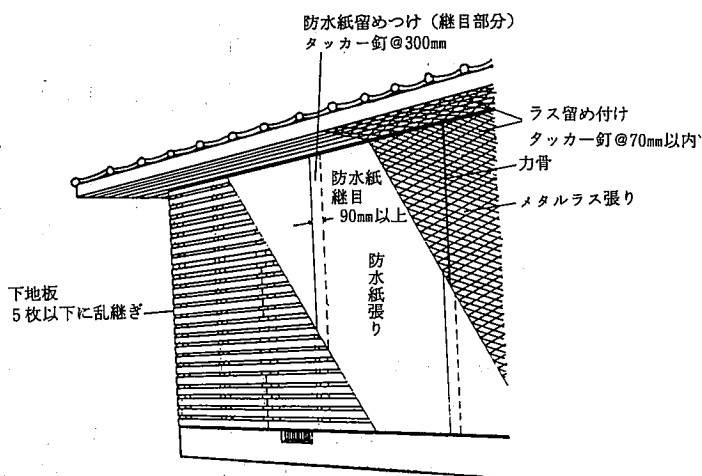 防水紙留めつけ（継目部分）
タッカー釘@300mm
ラス留め付け
タッカー釘@70mm以内
力骨
メタルラス張り
防水紙
継目
90mm以上
防水紙張り
下地板
5枚以下に乱継ぎ